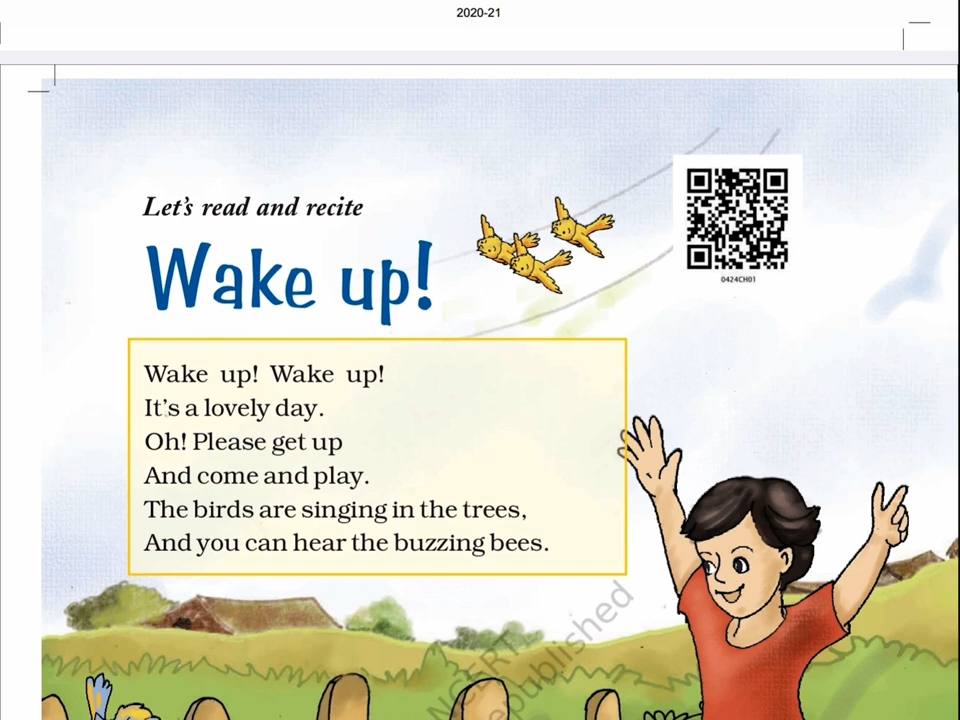 2020-21
Let's read and recite
Wake up!
0424CH01
Wake up! Wake up!
It's a lovely day.
Oh! Please get up
And come and play.
The birds are singing in the trees,
And you can hear the buzzing bees.
NCERT
republished